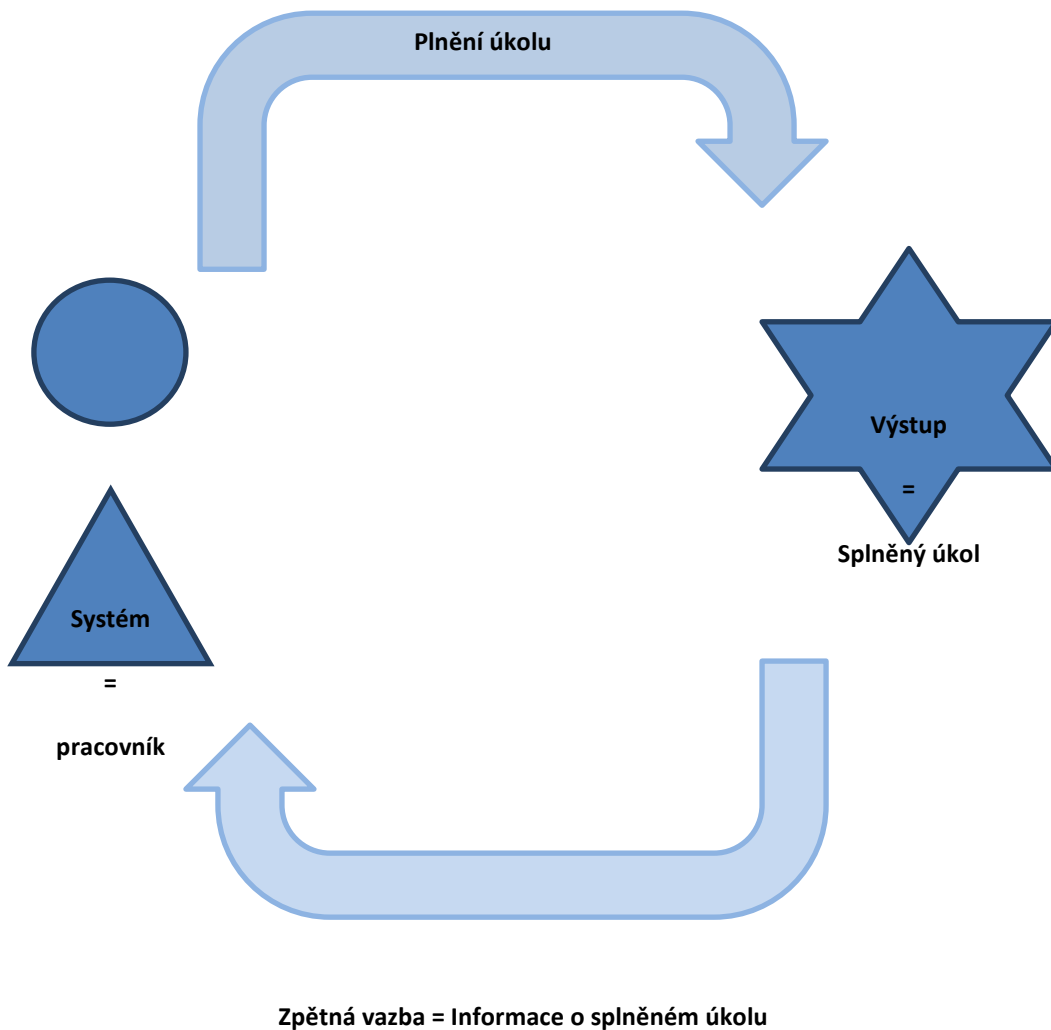 Plnění úkolu
Výstup
=
Splněný úkol
Systém
=
pracovník
Zpětná vazba = Informace o splněném úkolu